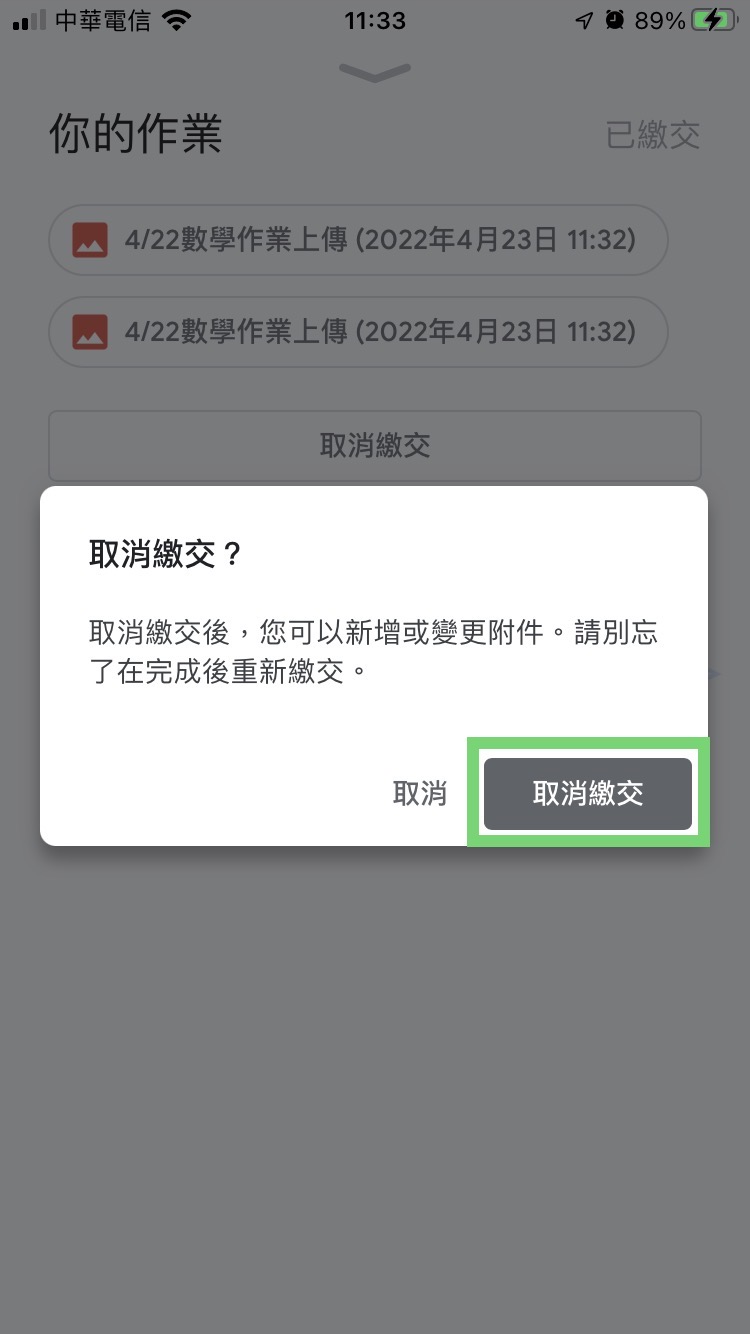 中華電信 11:33 89%
你的作業 已繳交
4/22數學作業上傳 (2022年4月23日 11:32)
4/22數學作業上傳 (2022年4月23日 11:32)
取消繳交
取消繳交？
取消繳交後，您可以新增或變更附件。請別忘
了在完成後重新繳交。
取消 取消繳交